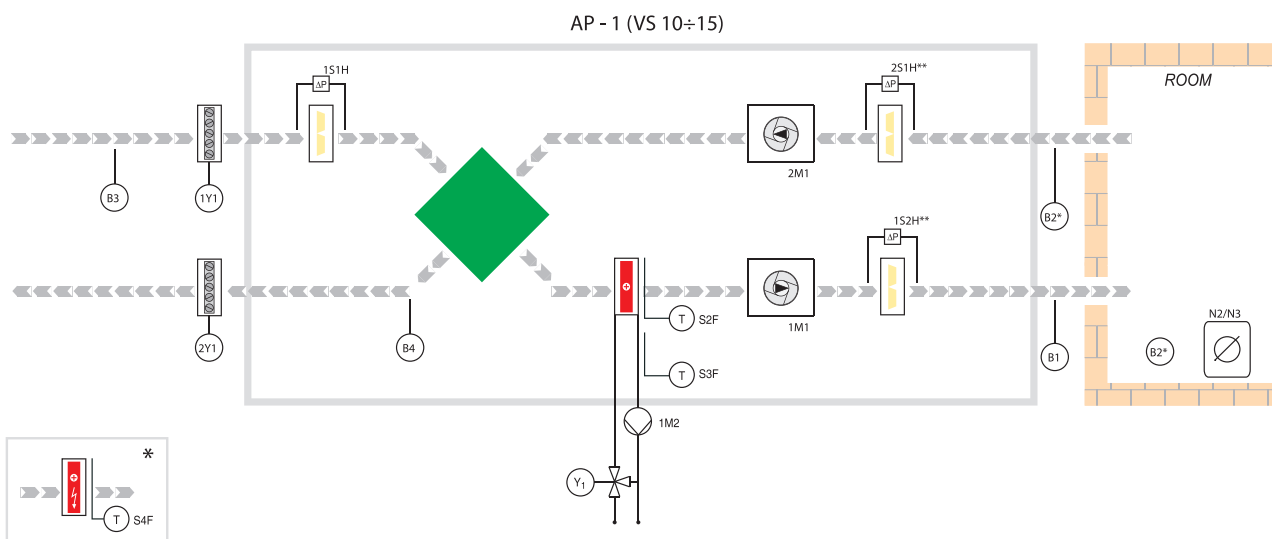 AP - 1 (VS 10÷15)
1S1H
ΔP
2S1H**
ΔP
ROOM
B3
1Y1
2M1
B2*
1S2H**
ΔP
2Y1
B4
T
S2F
1M1
B1
N2/N3
B2*
T
S3F
1M2
Y1
*
T
S4F